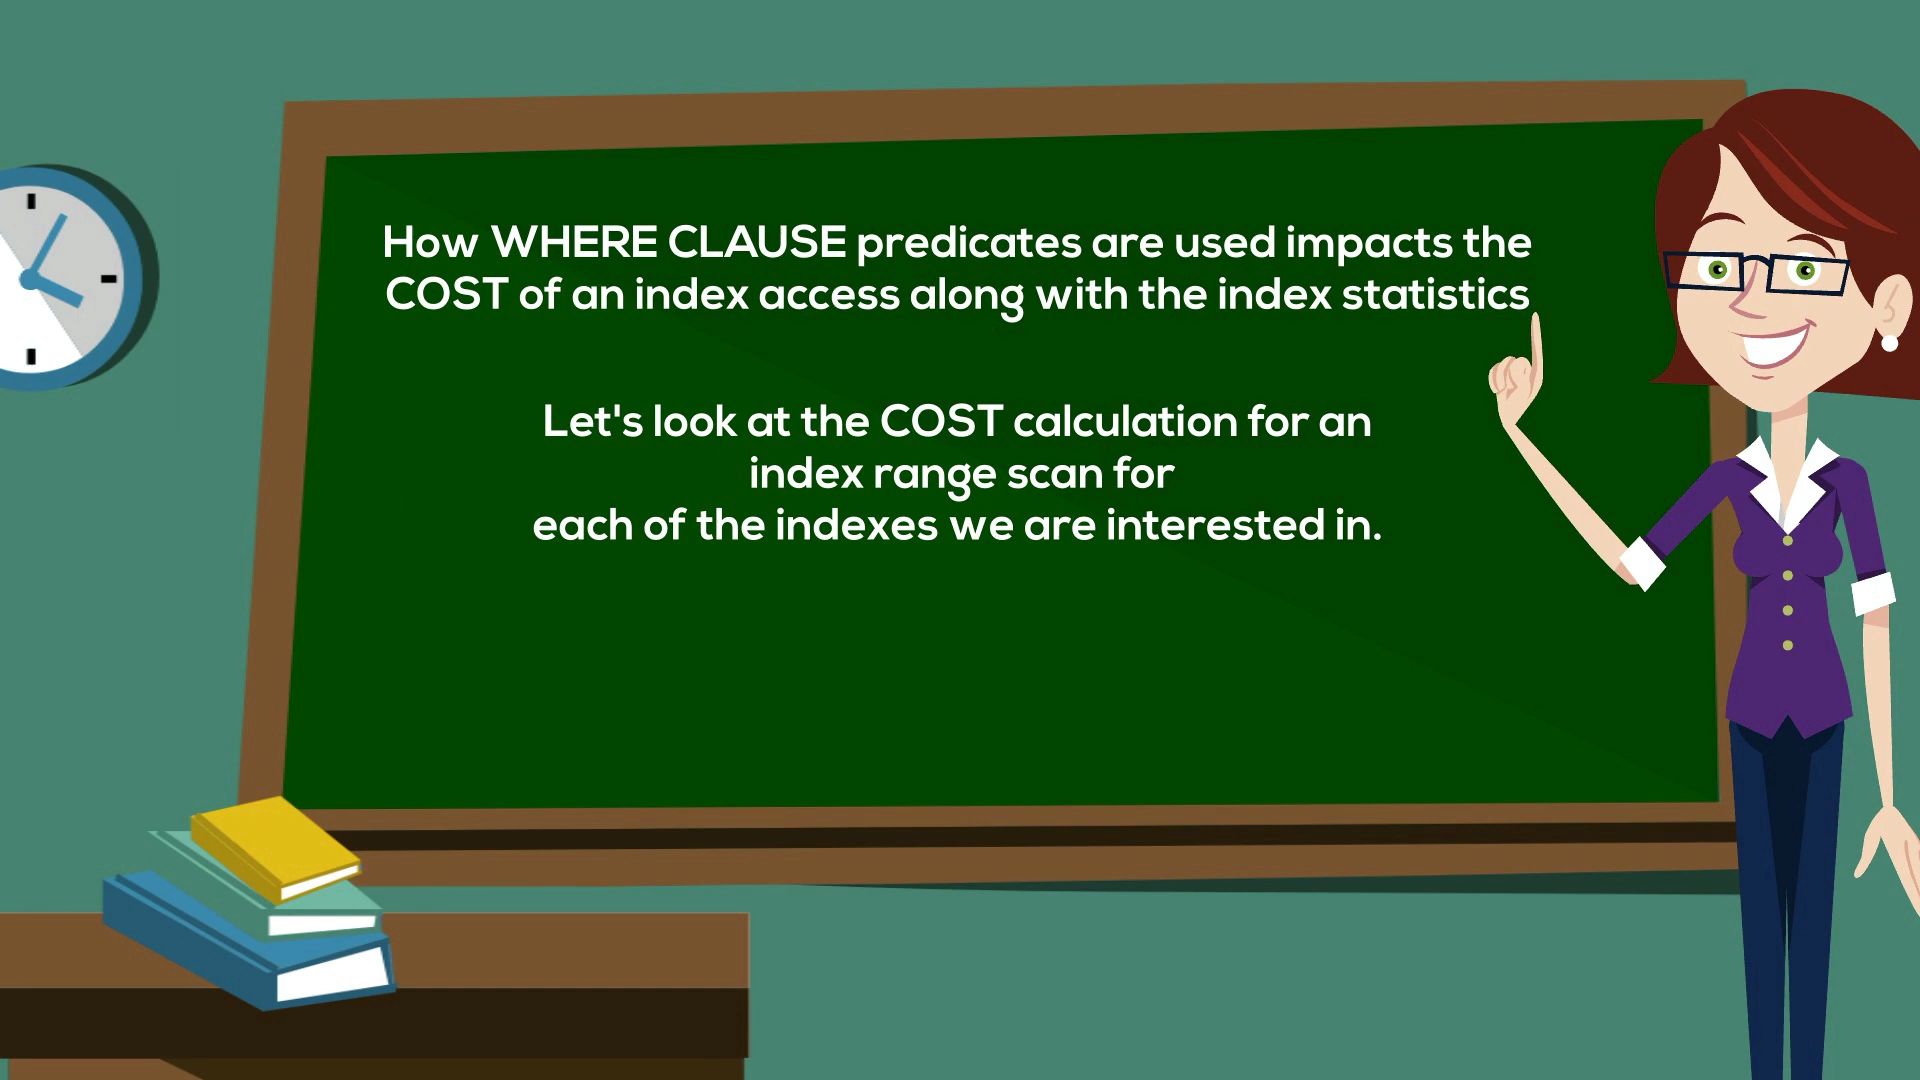 How WHERE CLAUSE predicates are used impacts the
COST of an index access along with the index statistics
Let's look at the COST calculation for an
index range scan for
each of the indexes we are interested in.